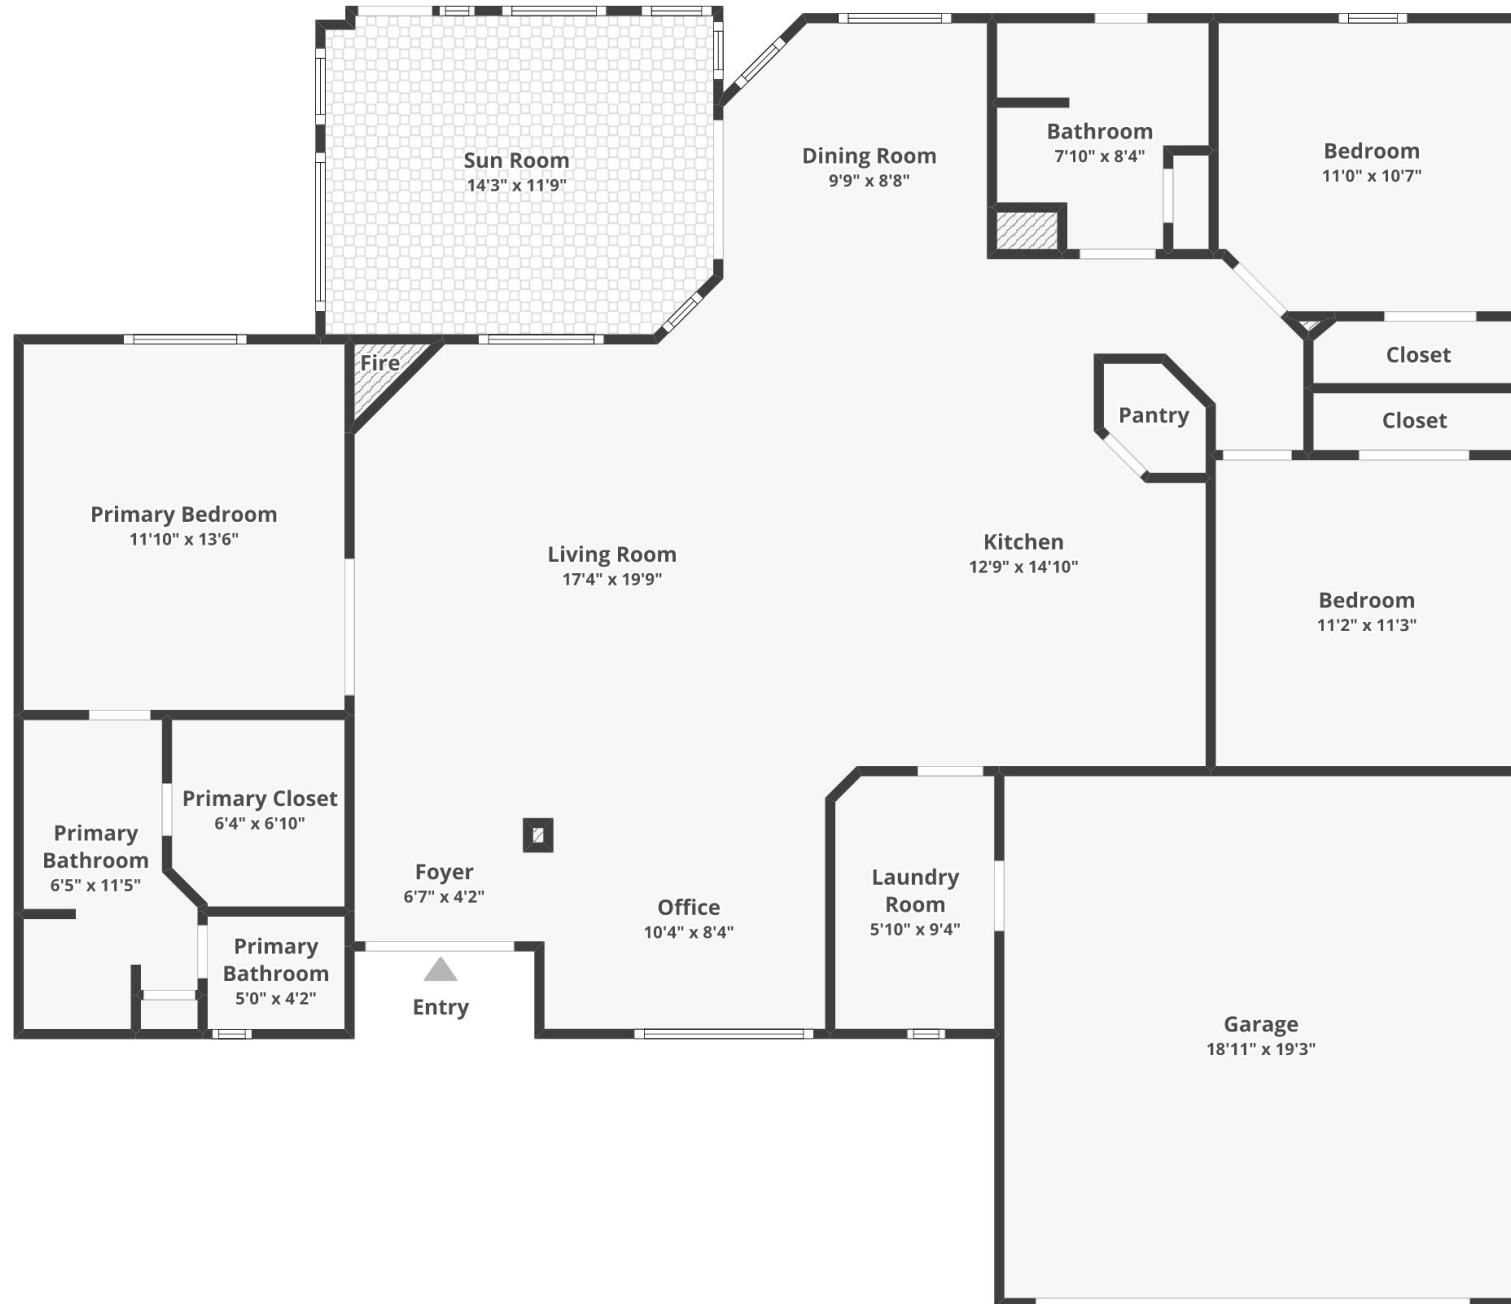 Sun Room
14'3" x 11'9"
Dining Room
9'9" x 8'8"
Bathroom
7'10" x 8'4"
Bedroom
11'0" x 10'7"
Fire
Closet
Pantry
Closet
Primary Bedroom
11'10" x 13'6"
Living Room
17'4" x 19'9"
Kitchen
12'9" x 14'10"
Bedroom
11'2" x 11'3"
Primary Closet
6'4" x 6'10"
Primary
Bathroom
6'5" x 11'5"
Foyer
6'7" x 4'2"
Office
10'4" x 8'4"
Laundry
Room
5'10" x 9'4"
Primary
Bathroom
5'0" x 4'2"
Entry
Garage
18'11" x 19'3"